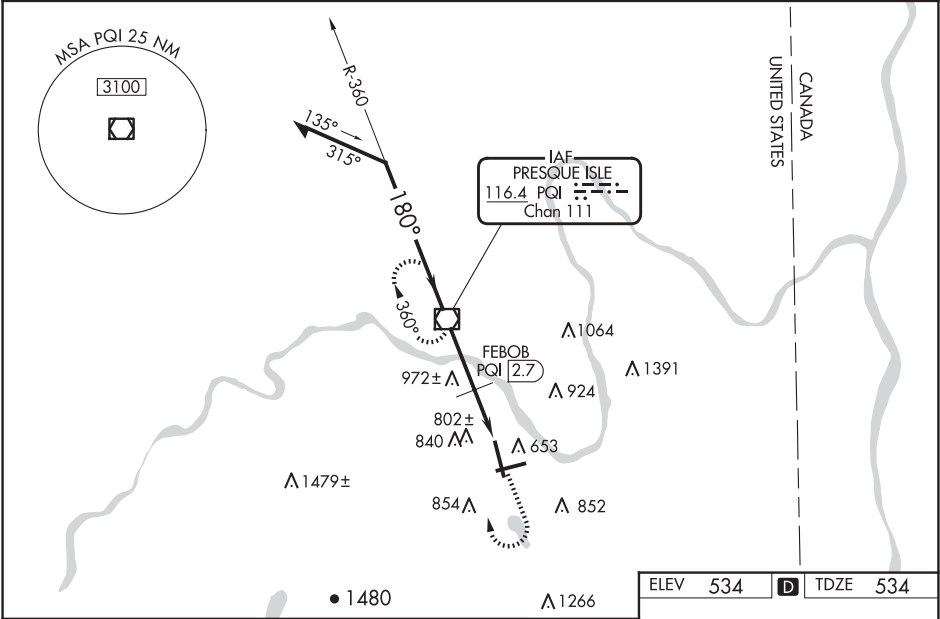 MSA PQI 25 NM
3100
R-360
135°
315°
180°
360°
IAF
PRESQUE ISLE
116.4 PQI
Chan 111
CANADA
UNITED STATES
1064
FEBOB
PQI 2.7
1391
972±
924
802±
840
653
1479±
854
852
1480
1266
ELEV 534 D TDZE 534